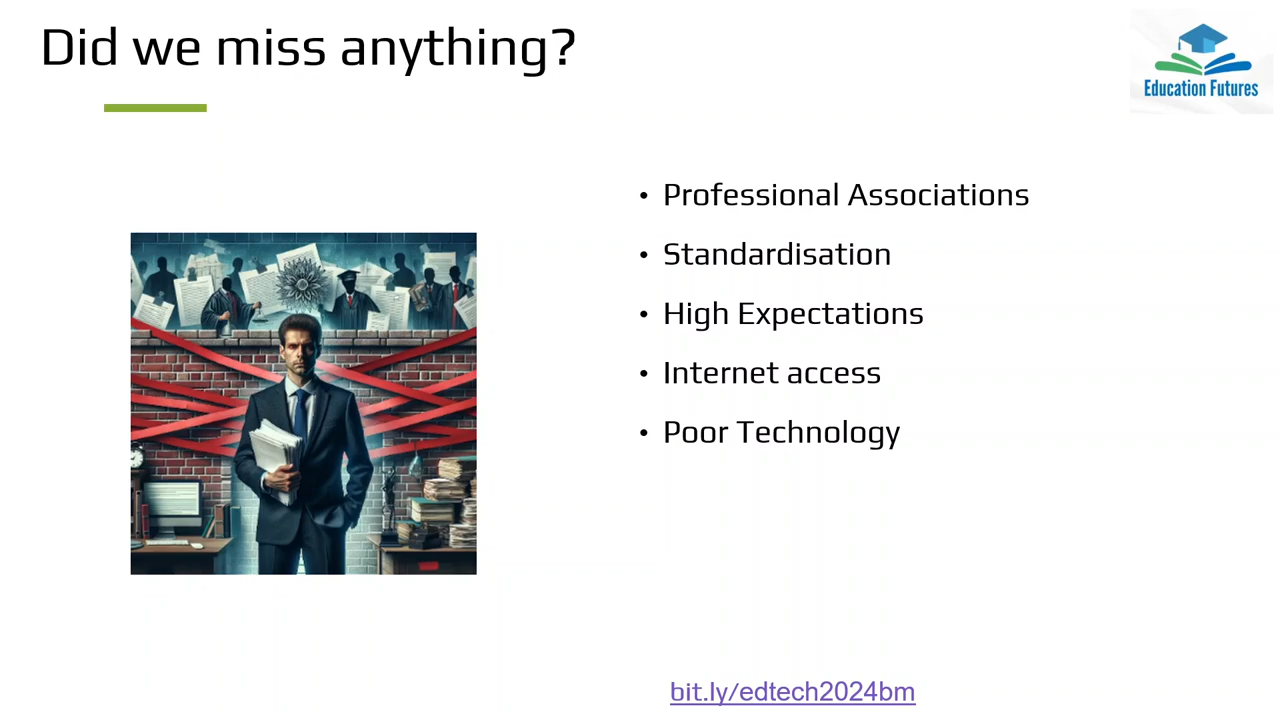 Did we miss anything?
Education Futures
• Professional Associations
• Standardisation
• High Expectations
• Internet access
• Poor Technology
bit.ly/edtech2024bm